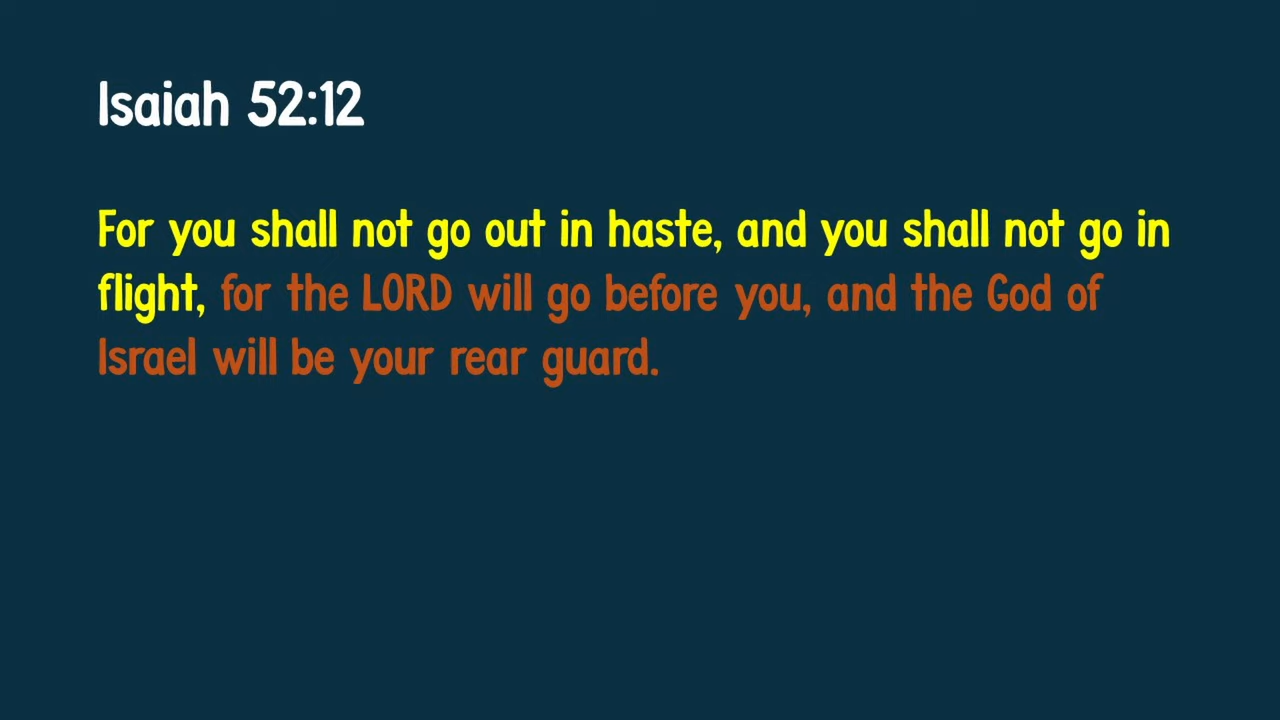 Isaiah 52:12
For you shall not go out in haste, and you shall not go in
flight, for the LORD will go before you, and the God of
Israel will be your rear guard.